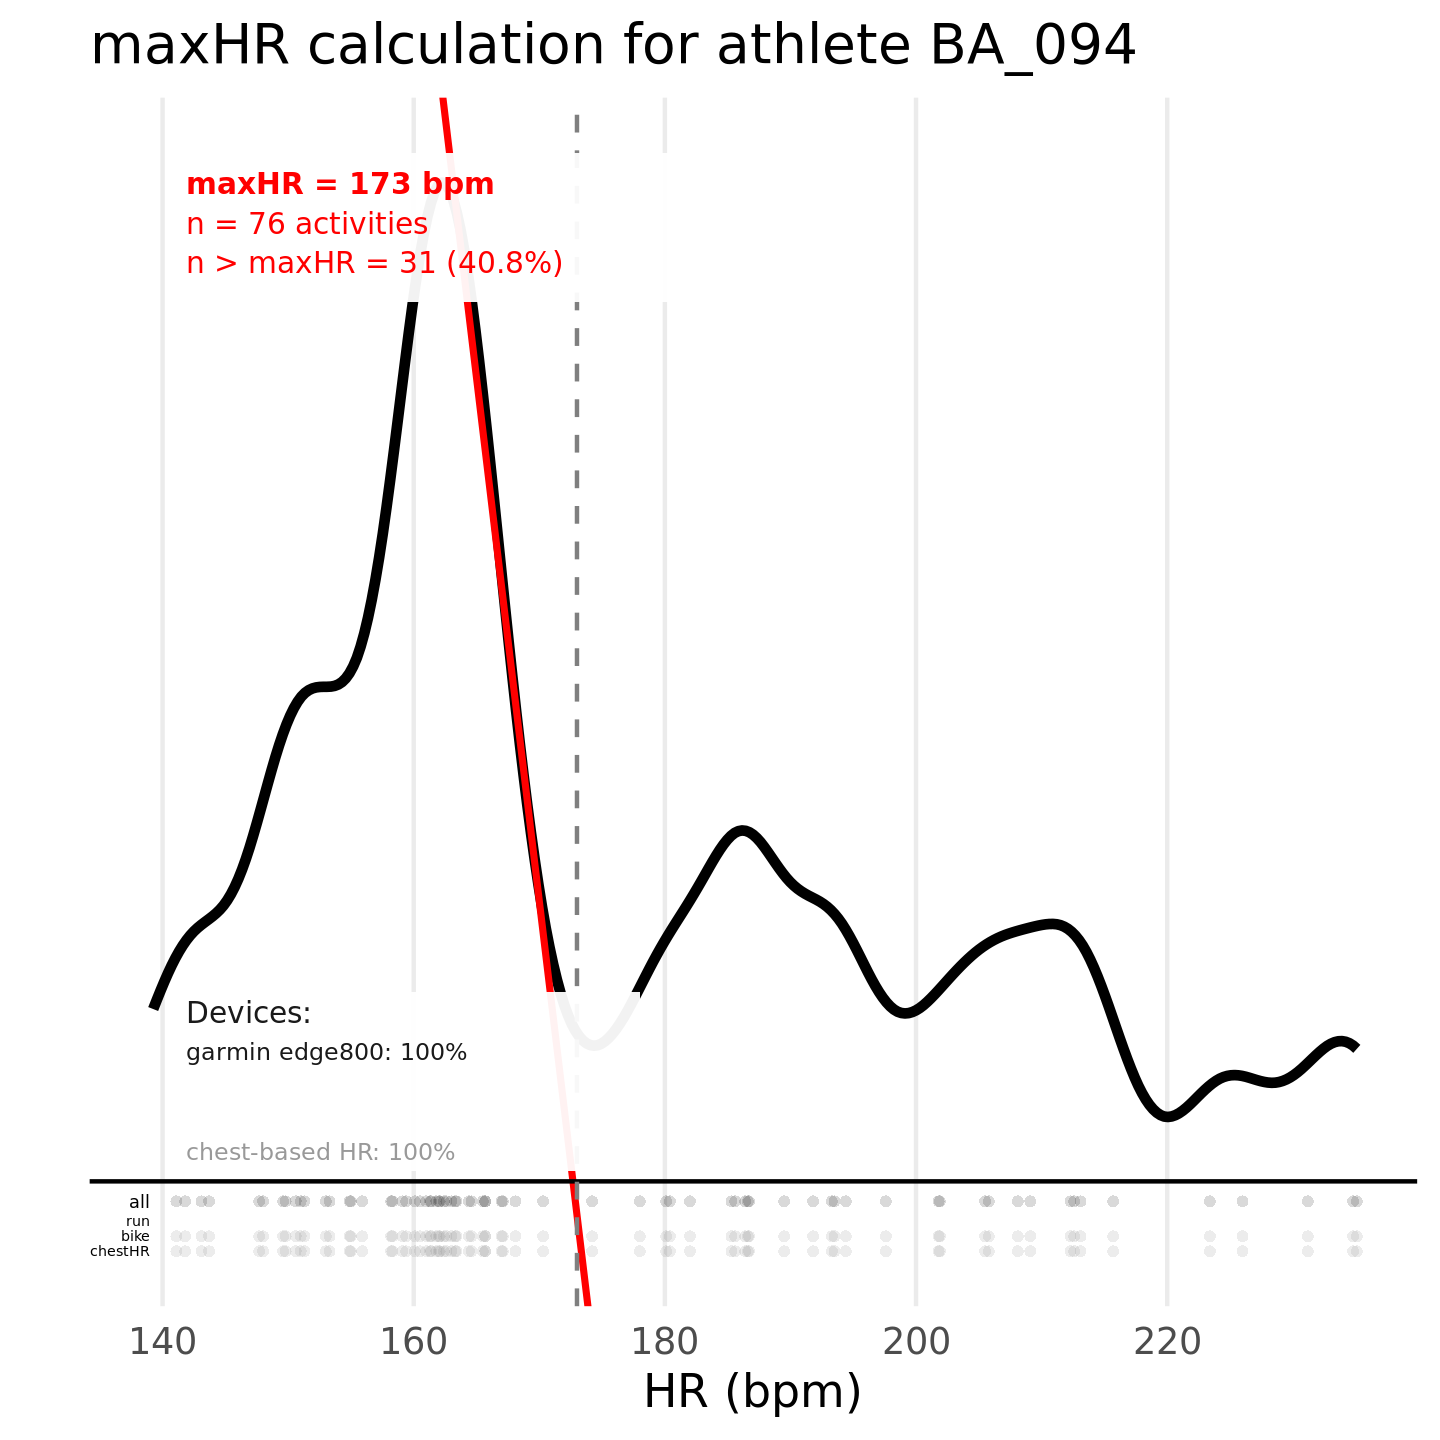 maxHR calculation for athlete BA_094
maxHR = 173 bpm
n = 76 activities
n > maxHR = 31 (40.8%)
Devices:
garmin edge800: 100%
chest-based HR: 100%
all
run
bike
chestHR
140 160 180 200 220
HR (bpm)